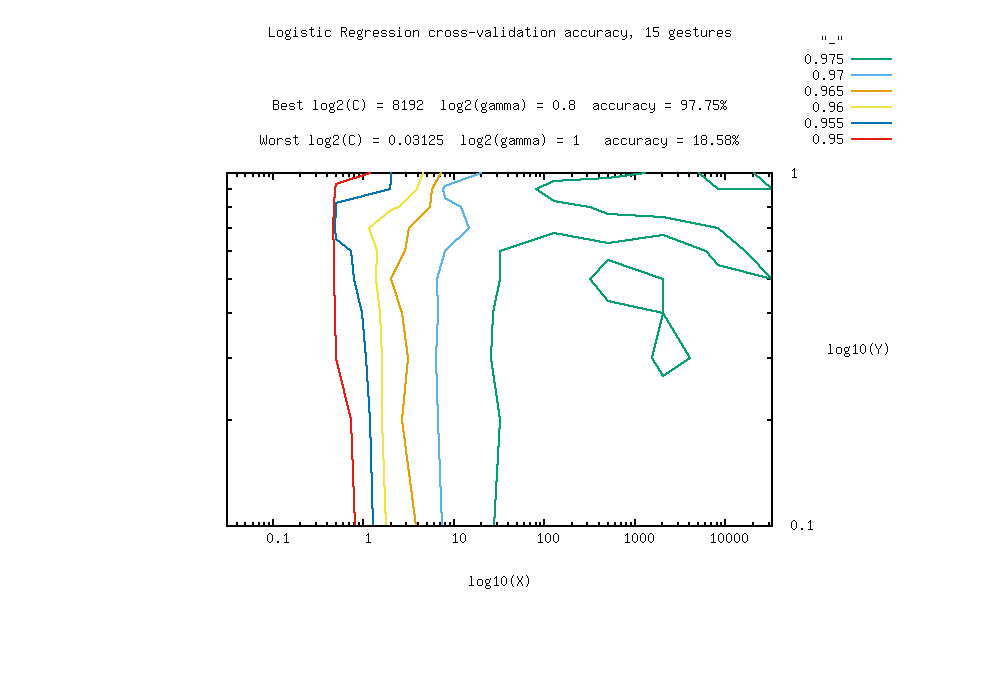 Logistic Regression cross-validation accuracy, 15 gestures
"_"
0.975
0.97
0.965
0.96
0.955
0.95
Best log2(C) = 8192 log2(gamma) = 0.8 accuracy = 97.75%
Worst log2(C) = 0.03125 log2(gamma) = 1 accuracy = 18.58%
1
log10(Y)
0.1
0.1 1 10 100 1000 10000
log10(X)